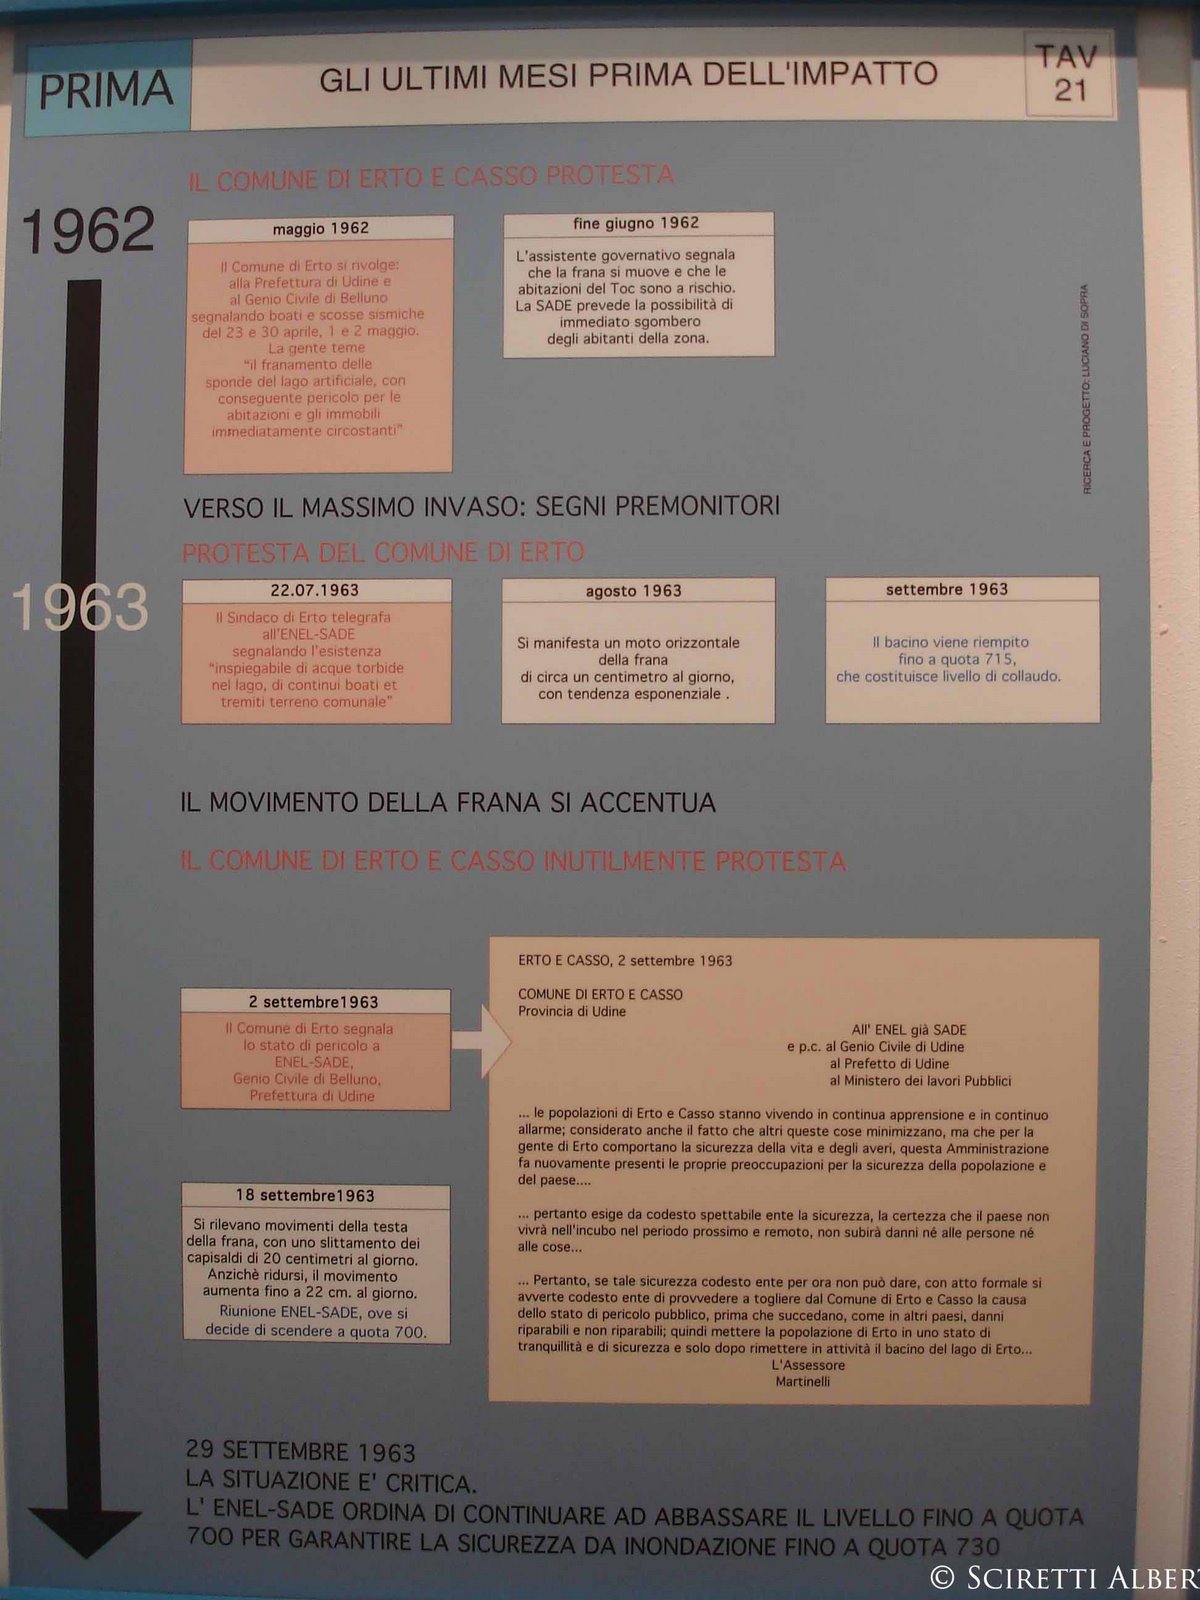 PRIMA
GLI ULTIMI MESI PRIMA DELL'IMPATTO
TAV
21
IL COMUNE DI ERTO E CASSO PROTESTA
1962
maggio 1962
Il Comune di Erto si rivolge:
alla Prefettura di Udine e
al Genio Civile di Belluno
segnalando boati e scosse sismiche
del 23 e 30 aprile, 1 e 2 maggio.
La gente teme
"il franamento delle
sponde del lago artificiale, con
conseguente pericolo per le
abitazioni e gli immobili
immediatamente circostanti"
fine giugno 1962
L'assistente governativo segnala
che la frana si muove e che le
abitazioni del Toc sono a rischio.
La SADE prevede la possibilità di
immediato sgombero
degli abitanti della zona.
RICERCA E PROGETTO: LUCIANO DI SOPRA
VERSO IL MASSIMO INVASO: SEGNI PREMONITORI
PROTESTA DEL COMUNE DI ERTO
1963
22.07.1963
Il Sindaco di Erto telegrafa
all'ENEL-SADE
segnalando l'esistenza
"inspiegabile di acque torbide
nel lago, di continui boati et
tremiti terreno comunale"
agosto 1963
Si manifesta un moto orizzontale
della frana
di circa un centimetro al giorno,
con tendenza esponenziale .
settembre 1963
Il bacino viene riempito
fino a quota 715,
che costituisce livello di collaudo.
IL MOVIMENTO DELLA FRANA SI ACCENTUA
IL COMUNE DI ERTO E CASSO INUTILMENTE PROTESTA
2 settembre1963
Il Comune di Erto segnala
lo stato di pericolo a
ENEL-SADE,
Genio Civile di Belluno,
Prefettura di Udine
ERTO E CASSO, 2 settembre 1963
COMUNE DI ERTO E CASSO
Provincia di Udine
All' ENEL già SADE
e p.c. al Genio Civile di Udine
al Prefetto di Udine
al Ministero dei lavori Pubblici
... le popolazioni di Erto e Casso stanno vivendo in continua apprensione e in continuo
allarme; considerato anche il fatto che altri queste cose minimizzano, ma che per la
gente di Erto comportano la sicurezza della vita e degli averi, questa Amministrazione
fa nuovamente presenti le proprie preoccupazioni per la sicurezza della popolazione e
del paese....
... pertanto esige da codesto spettabile ente la sicurezza, la certezza che il paese non
vivrà nell'incubo nel periodo prossimo e remoto, non subirà danni né alle persone né
alle cose...
... Pertanto, se tale sicurezza codesto ente per ora non può dare, con atto formale si
avverte codesto ente di provvedere a togliere dal Comune di Erto e Casso la causa
dello stato di pericolo pubblico, prima che succedano, come in altri paesi, danni
riparabili e non riparabili; quindi mettere la popolazione di Erto in uno stato di
tranquillità e di sicurezza e solo dopo rimettere in attività il bacino del lago di Erto...
L'Assessore
Martinelli
18 settembre1963
Si rilevano movimenti della testa
della frana, con uno slittamento dei
capisaldi di 20 centimetri al giorno.
Anzichè ridursi, il movimento
aumenta fino a 22 cm. al giorno.
Riunione ENEL-SADE, ove si
decide di scendere a quota 700.
29 SETTEMBRE 1963
LA SITUAZIONE E' CRITICA.
L' ENEL-SADE ORDINA DI CONTINUARE AD ABBASSARE IL LIVELLO FINO A QUOTA
700 PER GARANTIRE LA SICUREZZA DA INONDAZIONE FINO A QUOTA 730
© SCIRETTI ALBER